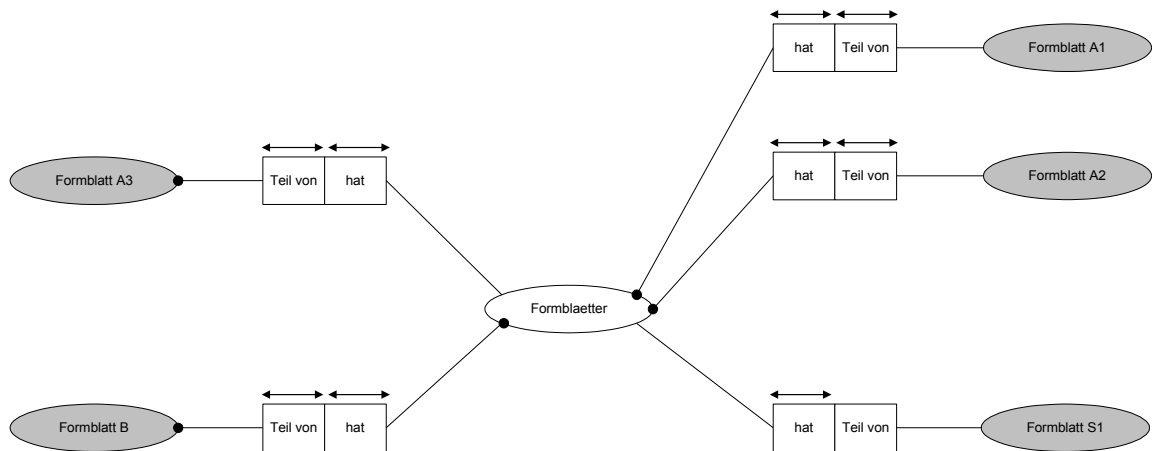 hat Teil von Formblatt A1
Formblatt A3 Teil von hat hat Teil von Formblatt A2
Formblaetter
Formblatt B Teil von hat hat Teil von Formblatt S1